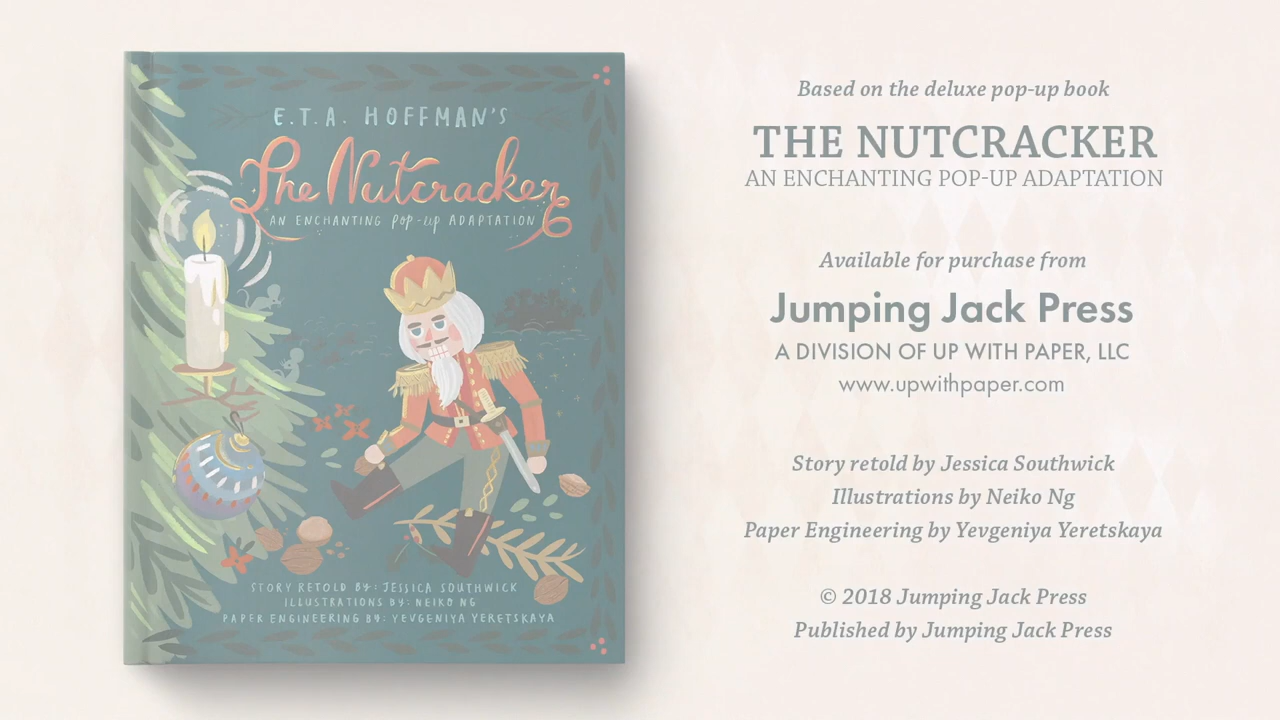 E.T.A. HOFFMAN'S
The Nutcracker
AN ENCHANTING POP-UP ADAPTATION
STORY RETOLD BY: JESSICA SOUTHWICK
ILLUSTRATIONS BY: NEIKO NG
PAPER ENGINEERING BY: YEVGENIYA YERETSKAYA
Based on the deluxe pop-up book
THE NUTCRACKER
AN ENCHANTING POP-UP ADAPTATION
Available for purchase from
Jumping Jack Press
A DIVISION OF UP WITH PAPER, LLC
www.upwithpaper.com
Story retold by Jessica Southwick
Illustrations by Neiko Ng
Paper Engineering by Yevgeniya Yeretskaya
© 2018 Jumping Jack Press
Published by Jumping Jack Press